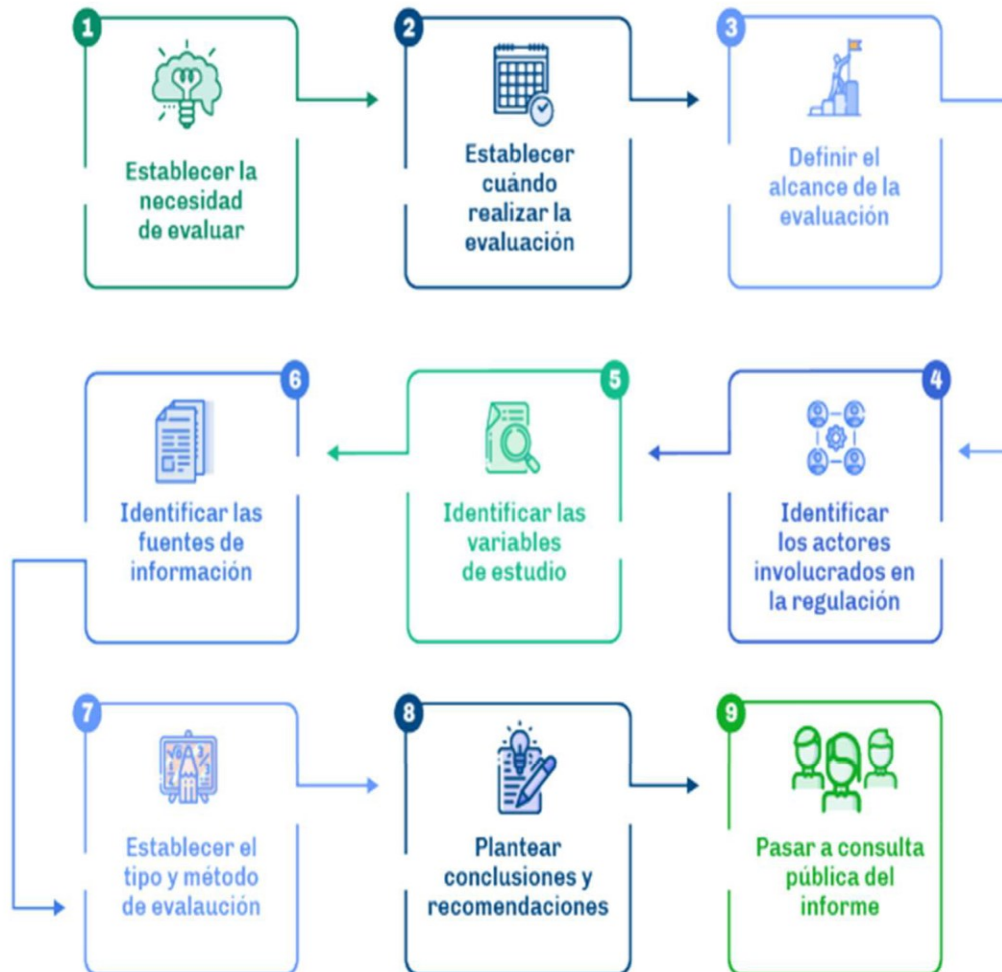 1
Establecer la
necesidad
de evaluar
2
Establecer
cuándo
realizar la
evaluación
3
Definir el
alcance de la
evaluación
4
Identificar
los actores
involucrados en
la regulación
5
Identificar las
variables
de estudio
6
Identificar las
fuentes de
información
7
Establecer el
tipo y método
de evalaución
8
Plantear
conclusiones y
recomendaciones
9
Pasar a consulta
pública del
informe